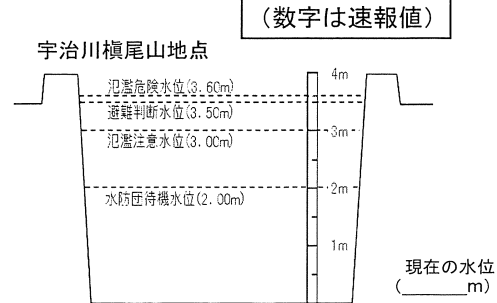 （数字は速報値）
宇治川槇尾山地点
氾濫危険水位(3.60m)
避難判断水位(3.50m)
氾濫注意水位(3.00m)
水防団待機水位(2.00m)
4m
3m
2m
1m
現在の水位
（______m）